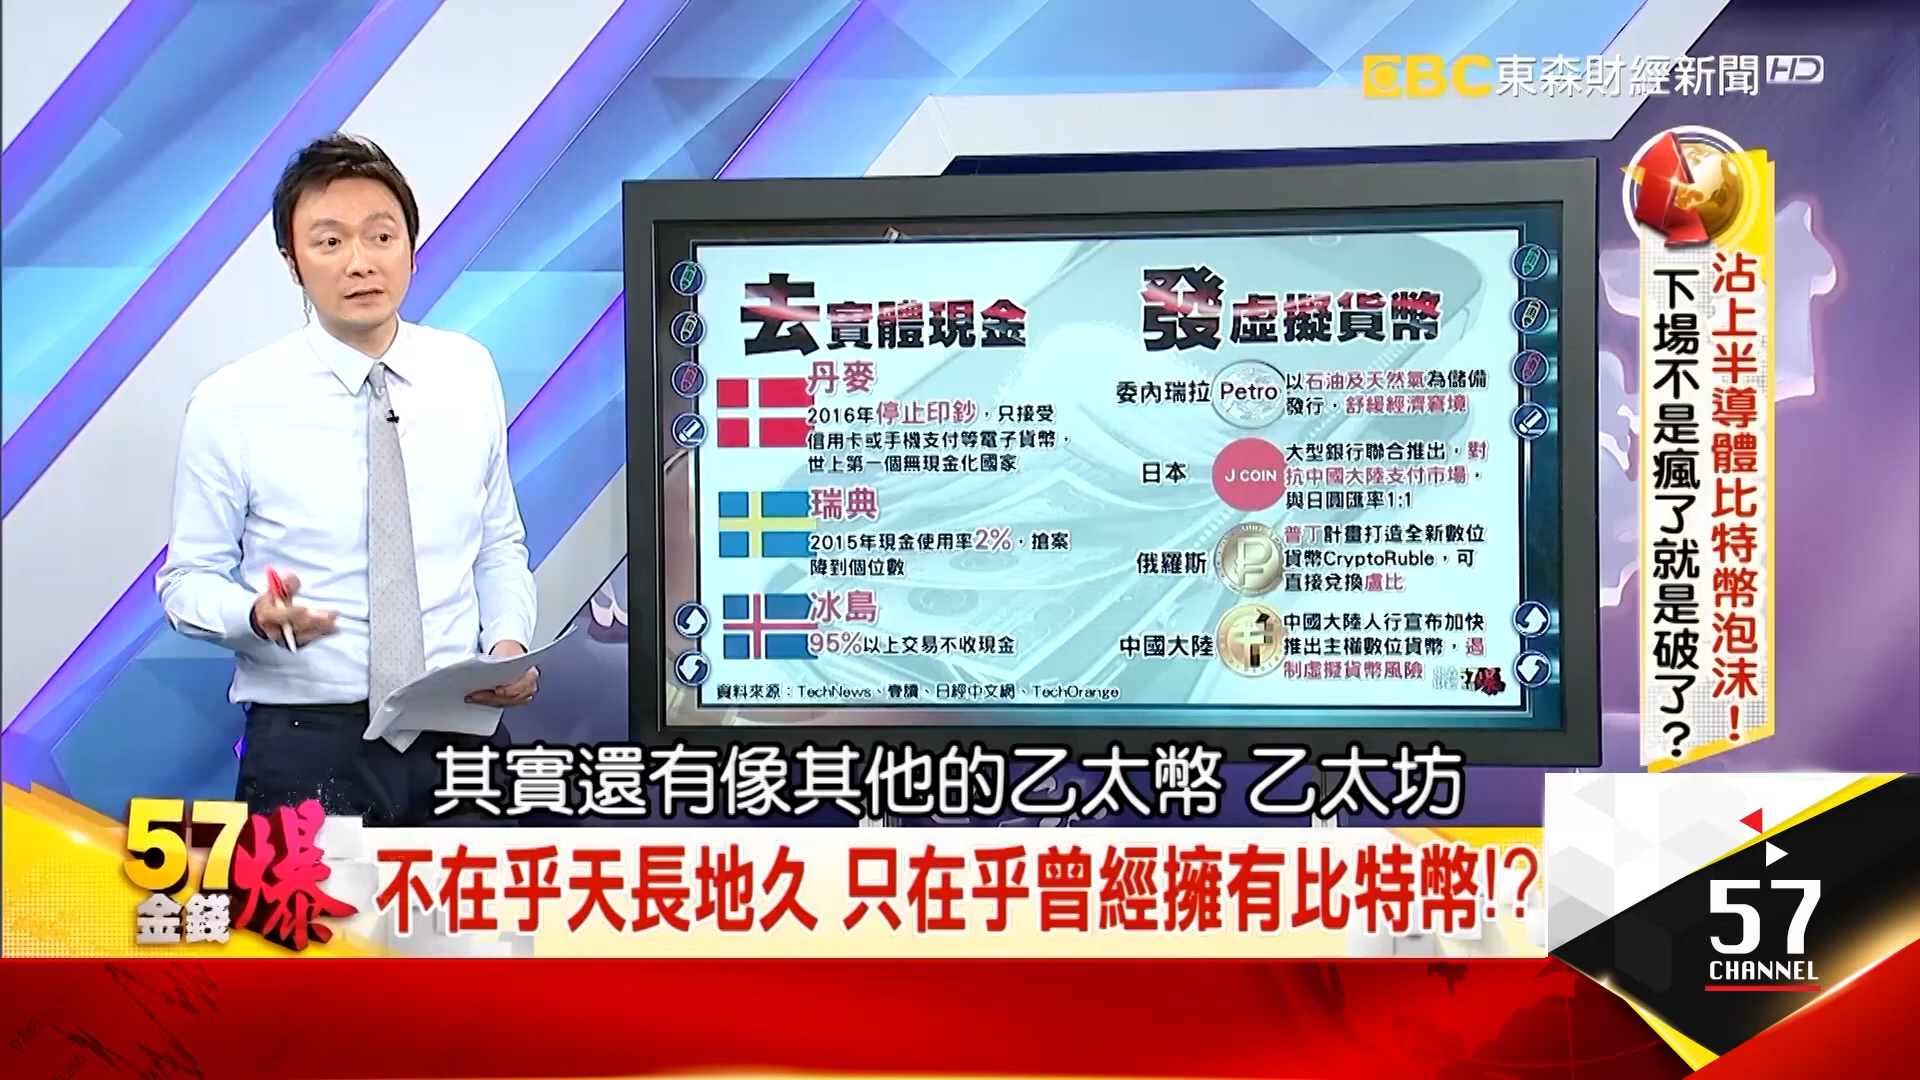 EBC東森財經新聞HD
沾上半導體比特幣泡沫！
下場不是瘋了就是破了？
去實體現金
丹麥
2016年停止印鈔，只接受
信用卡或手機支付等電子貨幣，
世上第一個無現金化國家
瑞典
2015年現金使用率2%，搶案
降到個位數
冰島
95%以上交易不收現金
發虛擬貨幣
委內瑞拉
Petro
以石油及天然氣為儲備
發行，舒緩經濟窘境
日本
J COIN
大型銀行聯合推出，對
抗中國大陸支付市場，
與日圓匯率1:1
俄羅斯
普丁計畫打造全新數位
貨幣CryptoRuble，可
直接兌換盧比
中國大陸
中國大陸人行宣布加快
推出主權數位貨幣，遏
制虛擬貨幣風險
資料來源：TechNews、壹讀、日經中文網、TechOrange
其實還有像其他的乙太幣 乙太坊
57金錢爆
不在乎天長地久 只在乎曾經擁有比特幣!?
57
CHANNEL